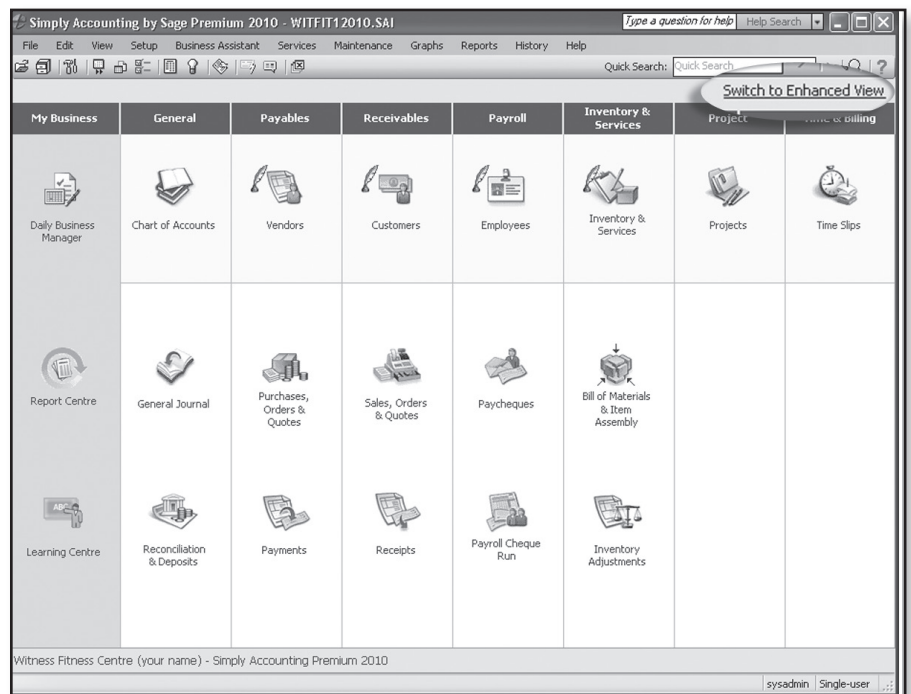 Simply Accounting by Sage Premium 2010 - WITFIT12010.SAI
Type a question for help Help Search
File Edit View Setup Business Assistant Services Maintenance Graphs Reports History Help
Quick Search: Quick Search
Switch to Enhanced View
My Business General Payables Receivables Payroll Inventory & Services Project Time & Billing
Daily Business Manager
Chart of Accounts
Vendors
Customers
Employees
Inventory & Services
Projects
Time Slips
Report Centre
General Journal
Purchases, Orders & Quotes
Sales, Orders & Quotes
Paycheques
Bill of Materials & Item Assembly
ABC
Learning Centre
Reconciliation & Deposits
Payments
Receipts
Payroll Cheque Run
Inventory Adjustments
Witness Fitness Centre (your name) - Simply Accounting Premium 2010
sysadmin Single-user